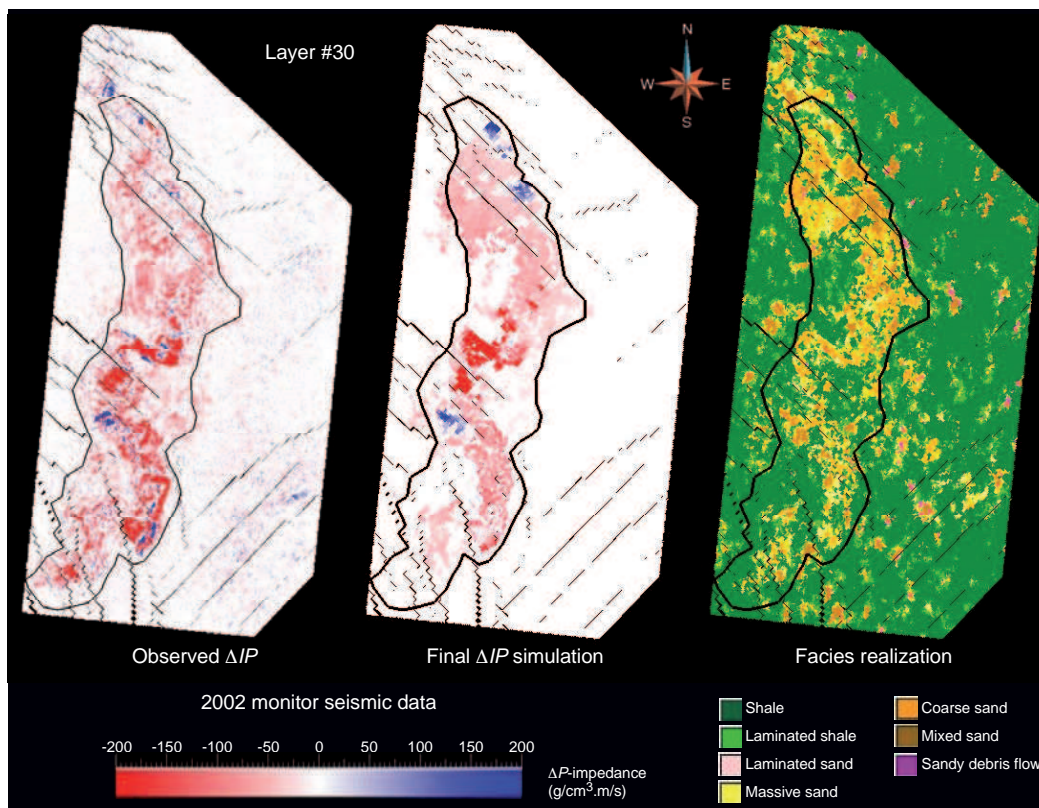 Layer #30
N
W E
S
Observed ΔIP
Final ΔIP simulation
Facies realization
2002 monitor seismic data
-200 -150 -100 -50 0 50 100 150 200
ΔP-impedance
(g/cm³.m/s)
Shale
Laminated shale
Laminated sand
Massive sand
Coarse sand
Mixed sand
Sandy debris flow